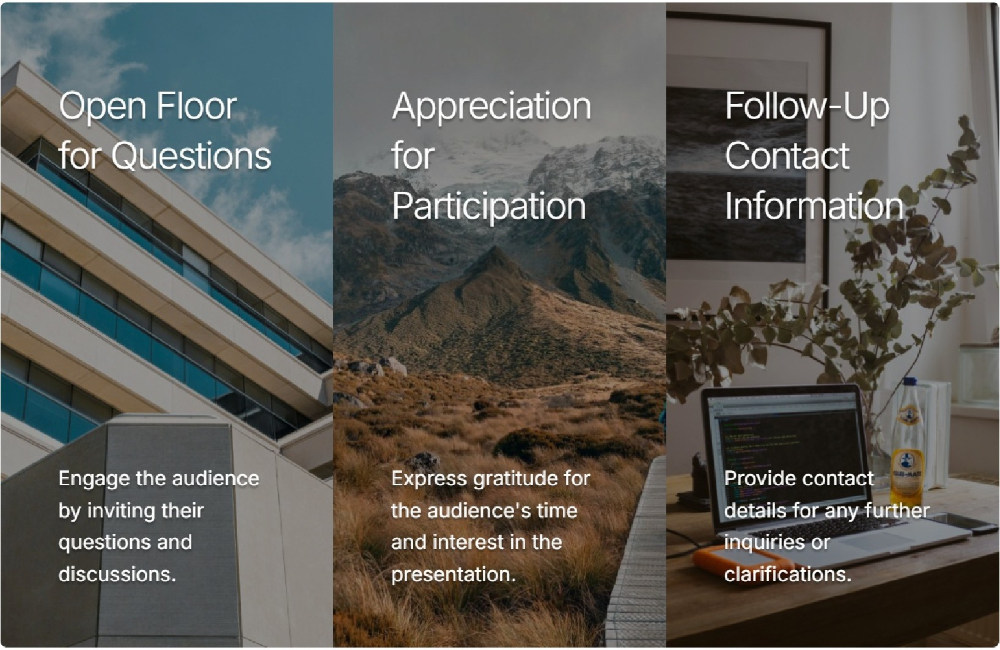 Open Floor
for Questions
Engage the audience
by inviting their
questions and
discussions.
Appreciation
for
Participation
Express gratitude for
the audience's time
and interest in the
presentation.
Follow-Up
Contact
Information
Provide contact
details for any further
inquiries or
clarifications.
CLUB-MATE